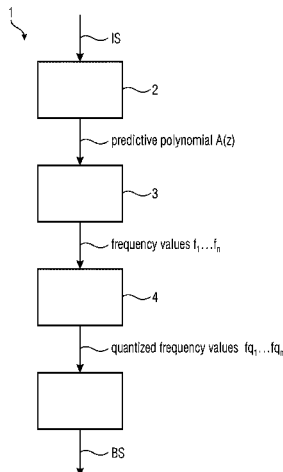 1
IS
2
predictive polynomial A(z)
3
frequency values f₁...fₙ
4
quantized frequency values fq₁...fqₙ
BS